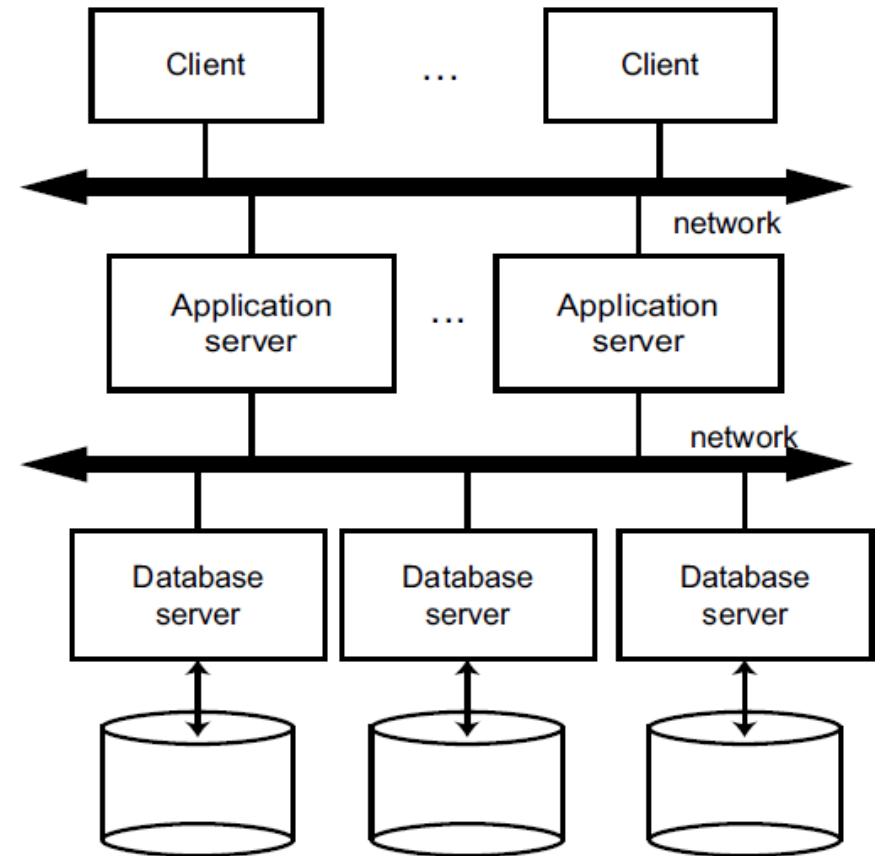 Client
...
Client
network
Application
server
...
Application
server
network
Database
server
Database
server
Database
server